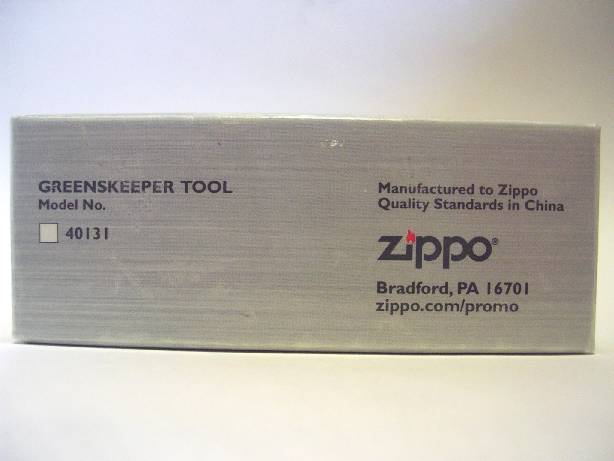 GREENSKEEPER TOOL
Model No.
40131
Manufactured to Zippo
Quality Standards in China
zippo®
Bradford, PA 16701
zippo.com/promo